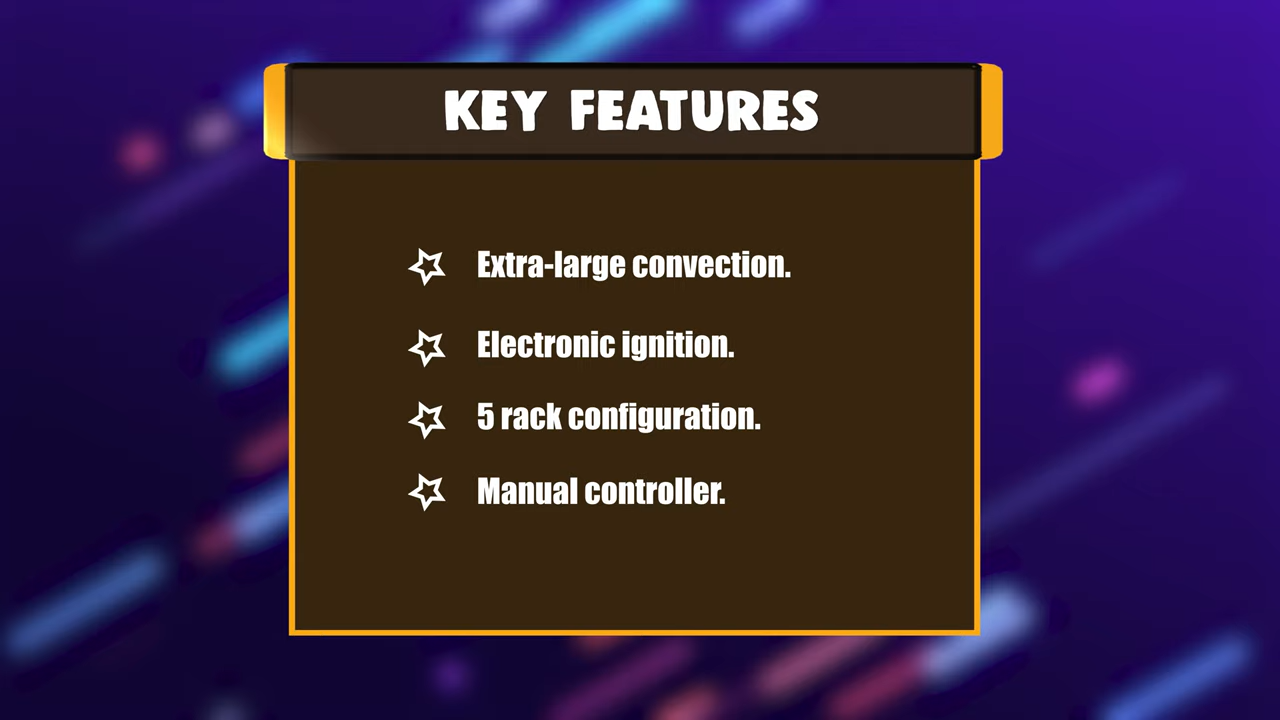 KEY FEATURES
Extra-large convection.
Electronic ignition.
5 rack configuration.
Manual controller.